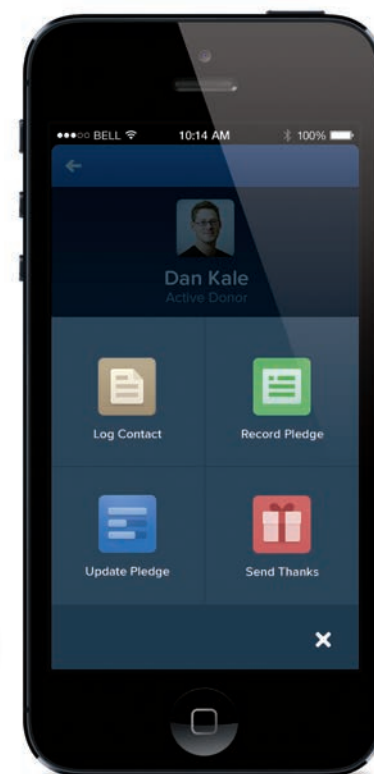 BELL 10:14 AM 100%
Dan Kale
Active Donor
Log Contact Record Pledge
Update Pledge Send Thanks